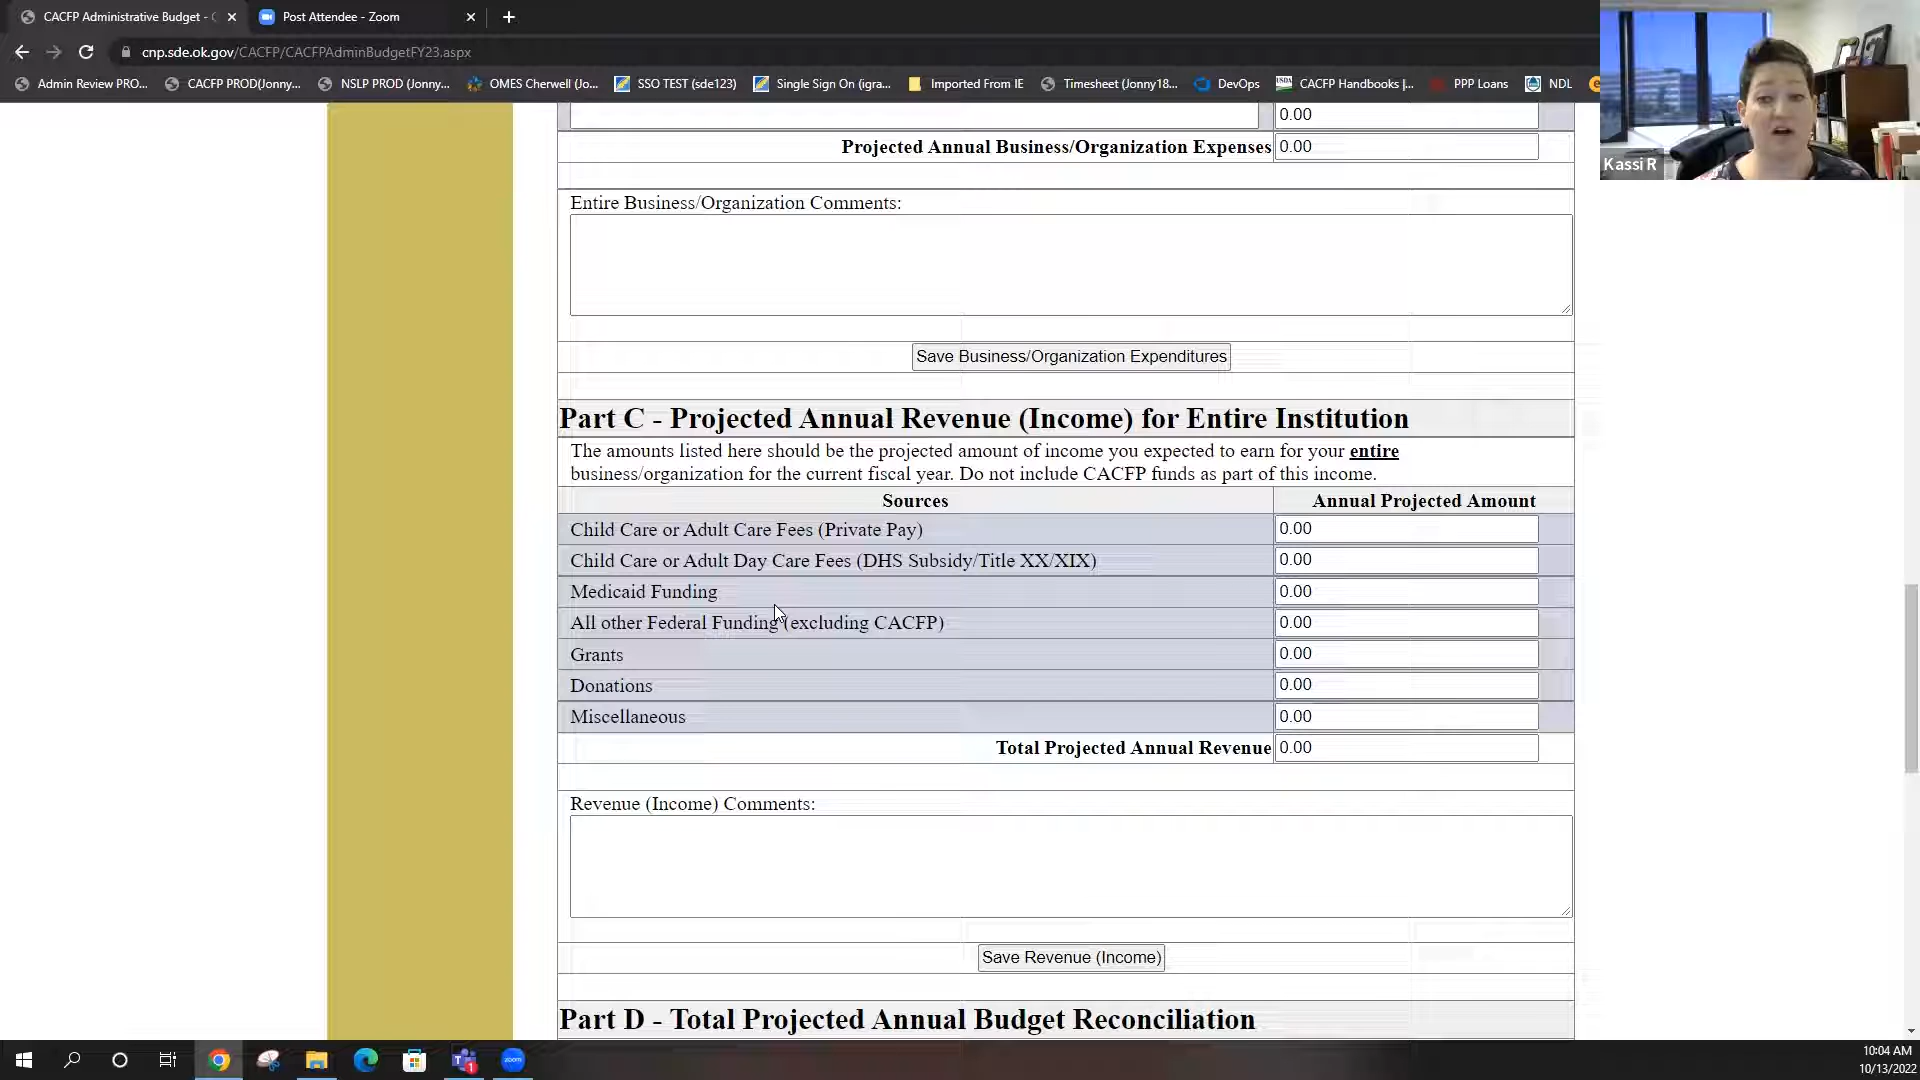 CACFP Administrative Budget - 
Post Attendee - Zoom
cnp.sde.ok.gov/CACFP/CACFPAdminBudgetFY23.aspx
Admin Review PRO...
CACFP PROD(Jonny...
NSLP PROD (Jonny...
OMES Cherwell (Jo...
SSO TEST (sde123)
Single Sign On (igra...
Imported From IE
Timesheet (Jonny18...
DevOps
CACFP Handbooks |...
PPP Loans
NDL
Kassi R
0.00
Projected Annual Business/Organization Expenses 0.00
Entire Business/Organization Comments:
Save Business/Organization Expenditures
Part C - Projected Annual Revenue (Income) for Entire Institution
The amounts listed here should be the projected amount of income you expected to earn for your entire
business/organization for the current fiscal year. Do not include CACFP funds as part of this income.
Sources Annual Projected Amount
Child Care or Adult Care Fees (Private Pay) 0.00
Child Care or Adult Day Care Fees (DHS Subsidy/Title XX/XIX) 0.00
Medicaid Funding 0.00
All other Federal Funding (excluding CACFP) 0.00
Grants 0.00
Donations 0.00
Miscellaneous 0.00
Total Projected Annual Revenue 0.00
Revenue (Income) Comments:
Save Revenue (Income)
Part D - Total Projected Annual Budget Reconciliation
zoom
10:04 AM
10/13/2022